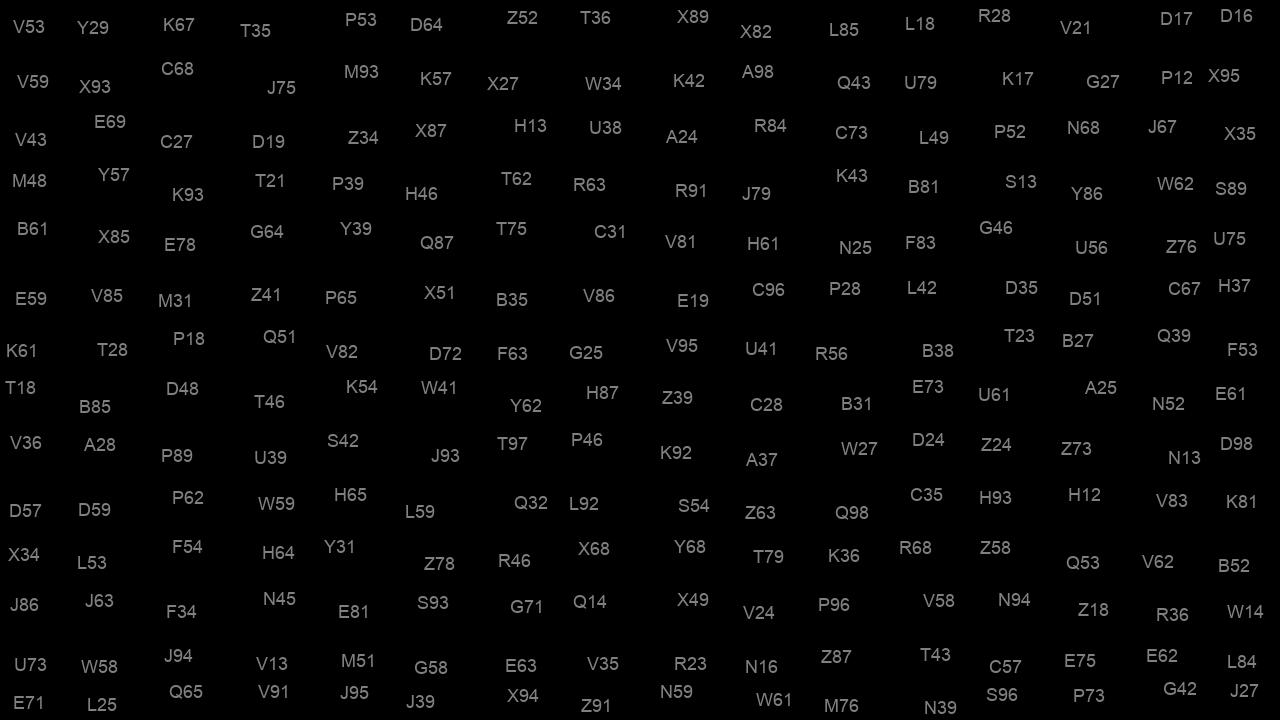 V53 Y29 K67 T35 P53 D64 Z52 T36 X89 X82 L85 L18 R28 V21 D17 D16
V59 X93 C68 J75 M93 K57 X27 W34 K42 A98 Q43 U79 K17 G27 P12 X95
V43 E69 C27 D19 Z34 X87 H13 U38 A24 R84 C73 L49 P52 N68 J67 X35
M48 Y57 K93 T21 P39 H46 T62 R63 R91 J79 K43 B81 S13 Y86 W62 S89
B61 X85 E78 G64 Y39 Q87 T75 C31 V81 H61 N25 F83 G46 U56 Z76 U75
E59 V85 M31 Z41 P65 X51 B35 V86 E19 C96 P28 L42 D35 D51 C67 H37
K61 T28 P18 Q51 V82 D72 F63 G25 V95 U41 R56 B38 T23 B27 Q39 F53
T18 B85 D48 T46 K54 W41 Y62 H87 Z39 C28 B31 E73 U61 A25 N52 E61
V36 A28 P89 U39 S42 J93 T97 P46 K92 A37 W27 D24 Z24 Z73 N13 D98
D57 D59 P62 W59 H65 L59 Q32 L92 S54 Z63 Q98 C35 H93 H12 V83 K81
X34 L53 F54 H64 Y31 Z78 R46 X68 Y68 T79 K36 R68 Z58 Q53 V62 B52
J86 J63 F34 N45 E81 S93 G71 Q14 X49 V24 P96 V58 N94 Z18 R36 W14
U73 W58 J94 V13 M51 G58 E63 V35 R23 N16 Z87 T43 C57 E75 E62 L84
E71 L25 Q65 V91 J95 J39 X94 Z91 N59 W61 M76 N39 S96 P73 G42 J27